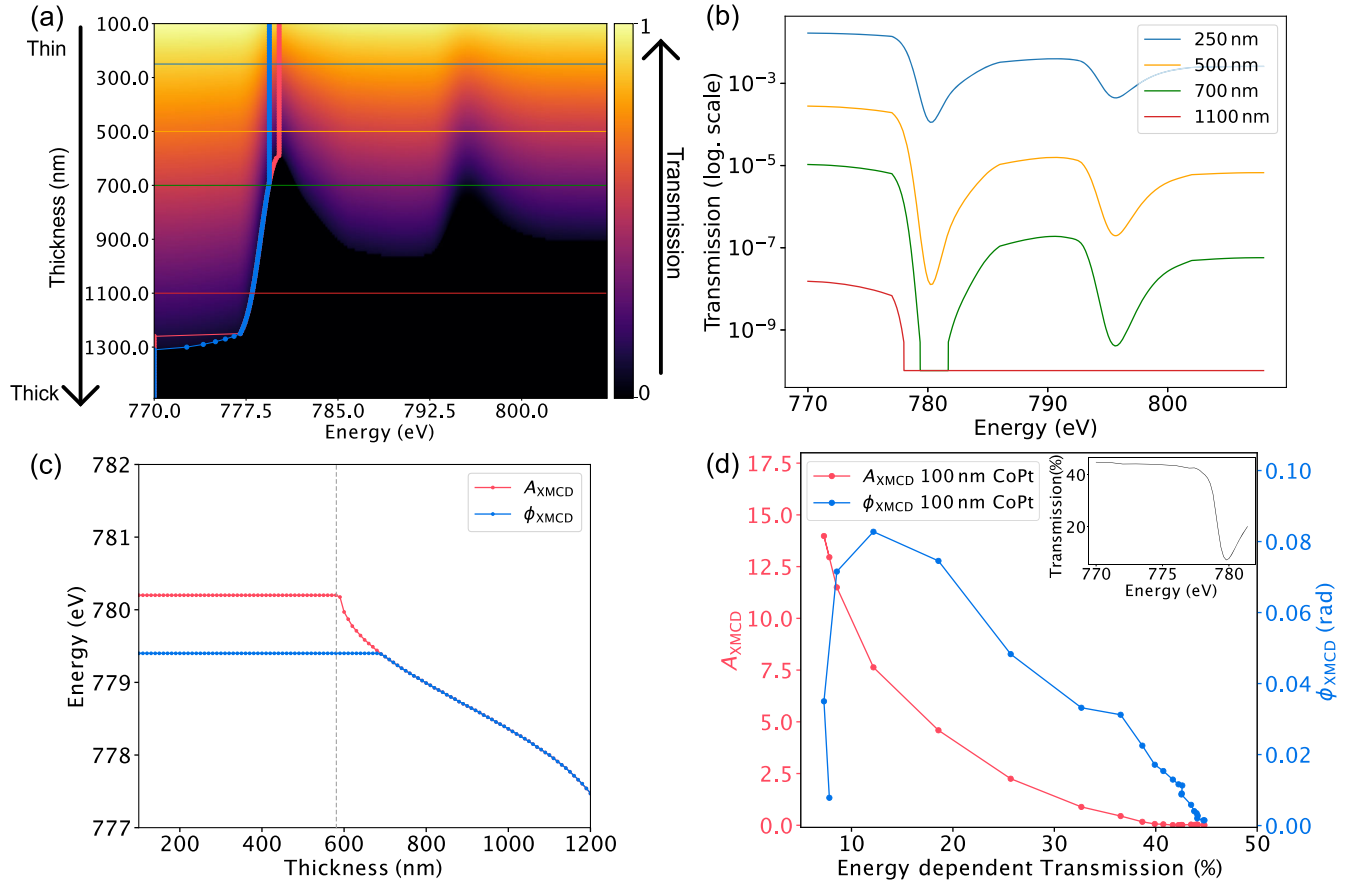 (a)
Thin
Thick
Thickness (nm)
100.0
300.0
500.0
700.0
900.0
1100.0
1300.0
770.0 777.5 785.0 792.5 800.0
Energy (eV)
1
0
Transmission
(b)
Transmission (log. scale)
10⁻³
10⁻⁵
10⁻⁷
10⁻⁹
770 780 790 800
Energy (eV)
250 nm
500 nm
700 nm
1100 nm
(c)
Energy (eV)
782
781
780
779
778
777
200 400 600 800 1000 1200
Thickness (nm)
A_XMCD
ϕ_XMCD
(d)
A_XMCD
17.5
15.0
12.5
10.0
7.5
5.0
2.5
0.0
A_XMCD 100 nm CoPt
ϕ_XMCD 100 nm CoPt
10 20 30 40 50
Energy dependent Transmission (%)
ϕ_XMCD (rad)
0.10
0.08
0.06
0.04
0.02
0.00
Transmission(%)
40
20
770 775 780
Energy (eV)